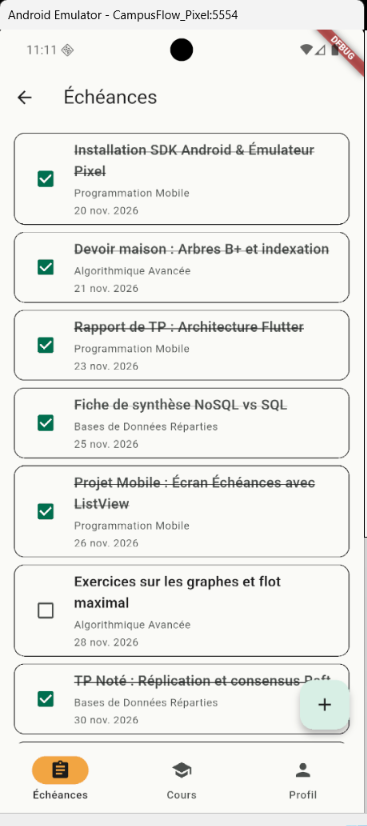 Android Emulator - CampusFlow_Pixel:5554
11:11
DEBUG
Échéances
Installation SDK Android & Émulateur
Pixel
Programmation Mobile
20 nov. 2026
Devoir maison : Arbres B+ et indexation
Algorithmique Avancée
21 nov. 2026
Rapport de TP : Architecture Flutter
Programmation Mobile
23 nov. 2026
Fiche de synthèse NoSQL vs SQL
Bases de Données Réparties
25 nov. 2026
Projet Mobile : Écran Échéances avec
ListView
Programmation Mobile
26 nov. 2026
Exercices sur les graphes et flot
maximal
Algorithmique Avancée
28 nov. 2026
TP Noté : Réplication et consensus Raft
Bases de Données Réparties
30 nov. 2026
+
Échéances
Cours
Profil